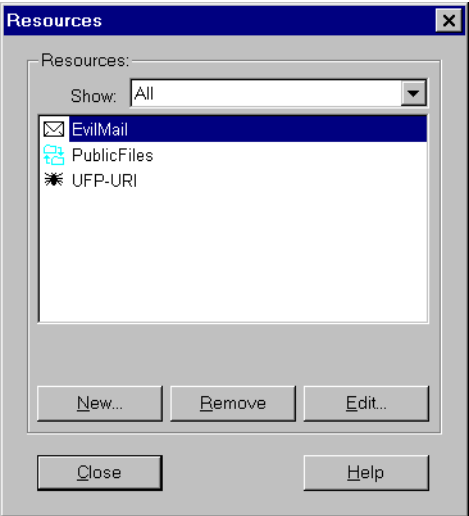 Resources
Resources:
Show: All
EvilMail
PublicFiles
UFP-URI
New... Remove Edit...
Close Help